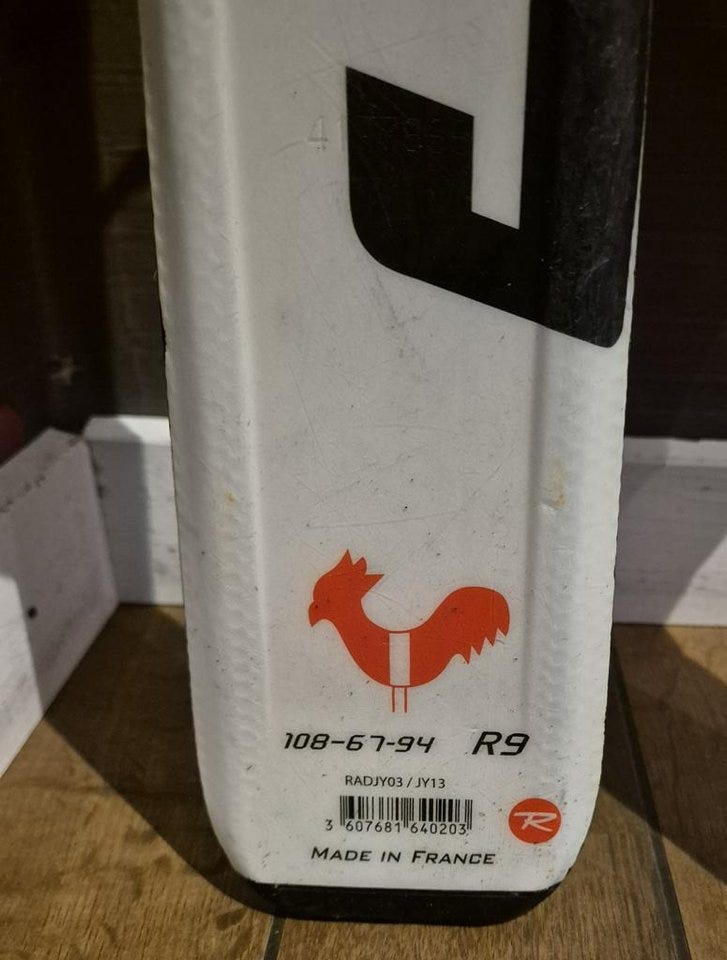 108-67-94 R9
RADJY03 / JY13
3 607681 640203
MADE IN FRANCE
R